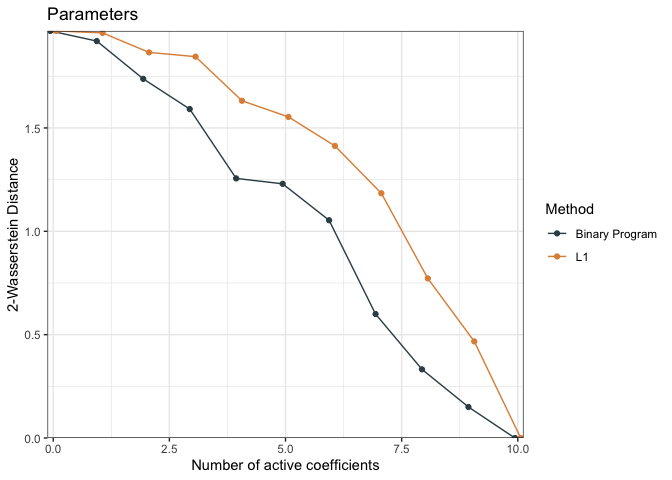 Parameters
2-Wasserstein Distance
1.5
1.0
0.5
0.0
0.0 2.5 5.0 7.5 10.0
Number of active coefficients
Method
Binary Program
L1